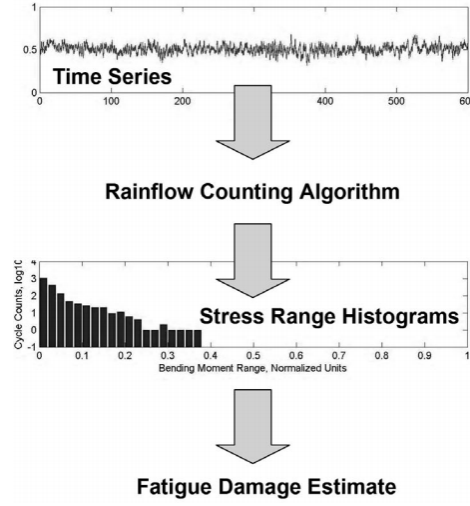 1
0.5
Time Series
0
0 100 200 300 400 500 600
Rainflow Counting Algorithm
Cycle Counts, log10
4
3
2
1
0
-1
Stress Range Histograms
0 0.1 0.2 0.3 0.4 0.5 0.6 0.7 0.8 0.9 1
Bending Moment Range, Normalized Units
Fatigue Damage Estimate